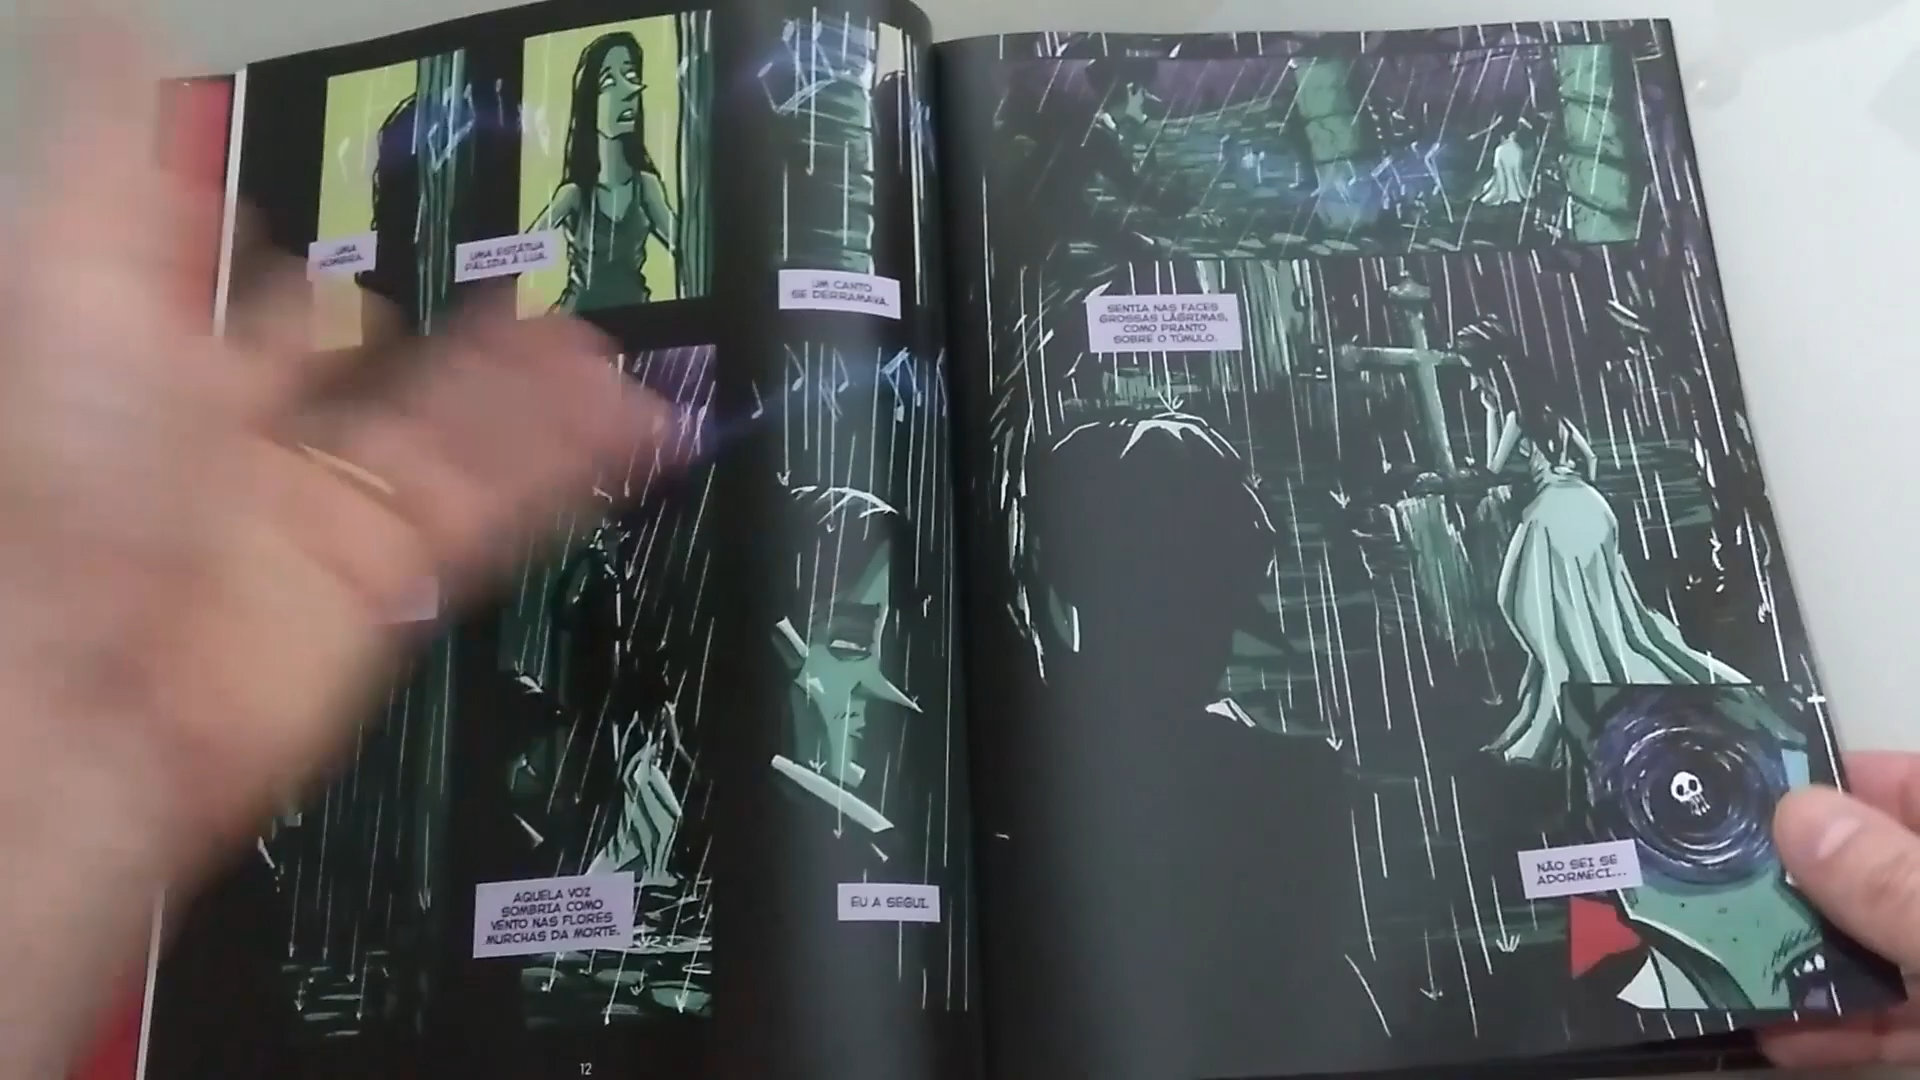 ...UMA
SOMBRA.
UMA ESTÁTUA
PÁLIDA À LUA.
UM CANTO
SE DERRAMAVA.
AQUELA VOZ
SOMBRIA COMO
VENTO NAS FLORES
MURCHAS DA MORTE.
EU A SEGUI.
12
SENTIA NAS FACES
GROSSAS LÁGRIMAS,
COMO PRANTO
SOBRE O TÚMULO.
NÃO SEI SE
ADORMECI...